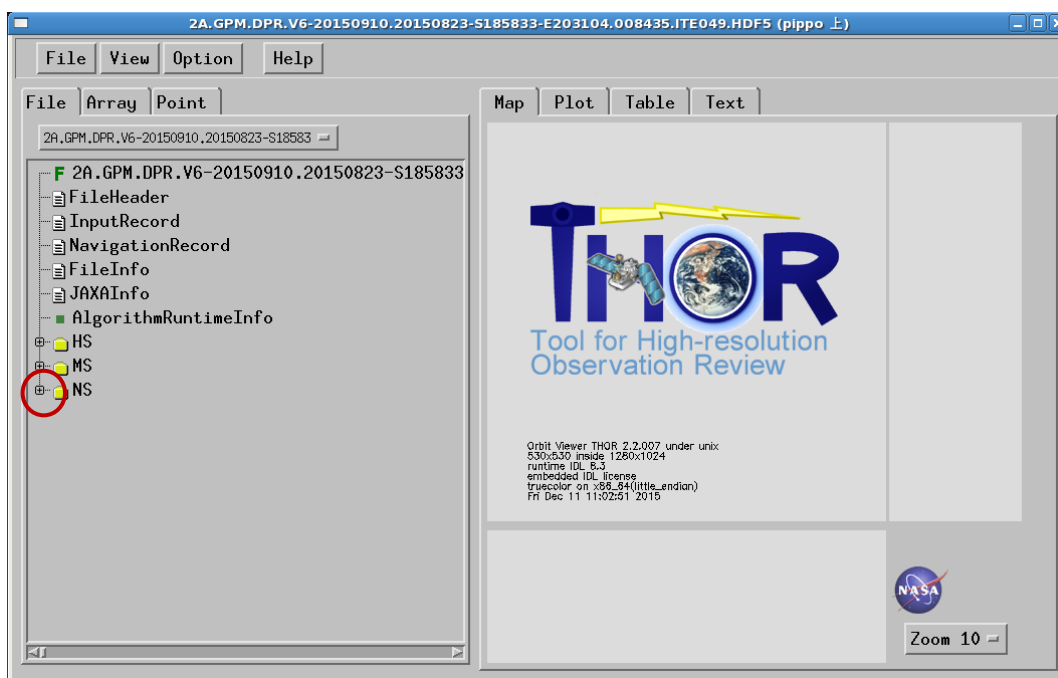 2A.GPM.DPR.V6-20150910.20150823-S185833-E203104.008435.ITE049.HDF5 (pippo 上)
File View Option Help
File Array Point
2A.GPM.DPR.V6-20150910.20150823-S18583
F 2A.GPM.DPR.V6-20150910.20150823-S185833
FileHeader
InputRecord
NavigationRecord
FileInfo
JAXAInfo
AlgorithmRuntimeInfo
HS
MS
NS
Map Plot Table Text
THOR
Tool for High-resolution
Observation Review
Orbit Viewer THOR 2.2.007 under unix
530x530 inside 1280x1024
runtime IDL 6.3
embedded IDL license
truecolor on x86_64(little_endian)
Fri Dec 11 11:02:51 2015
NASA
Zoom 10